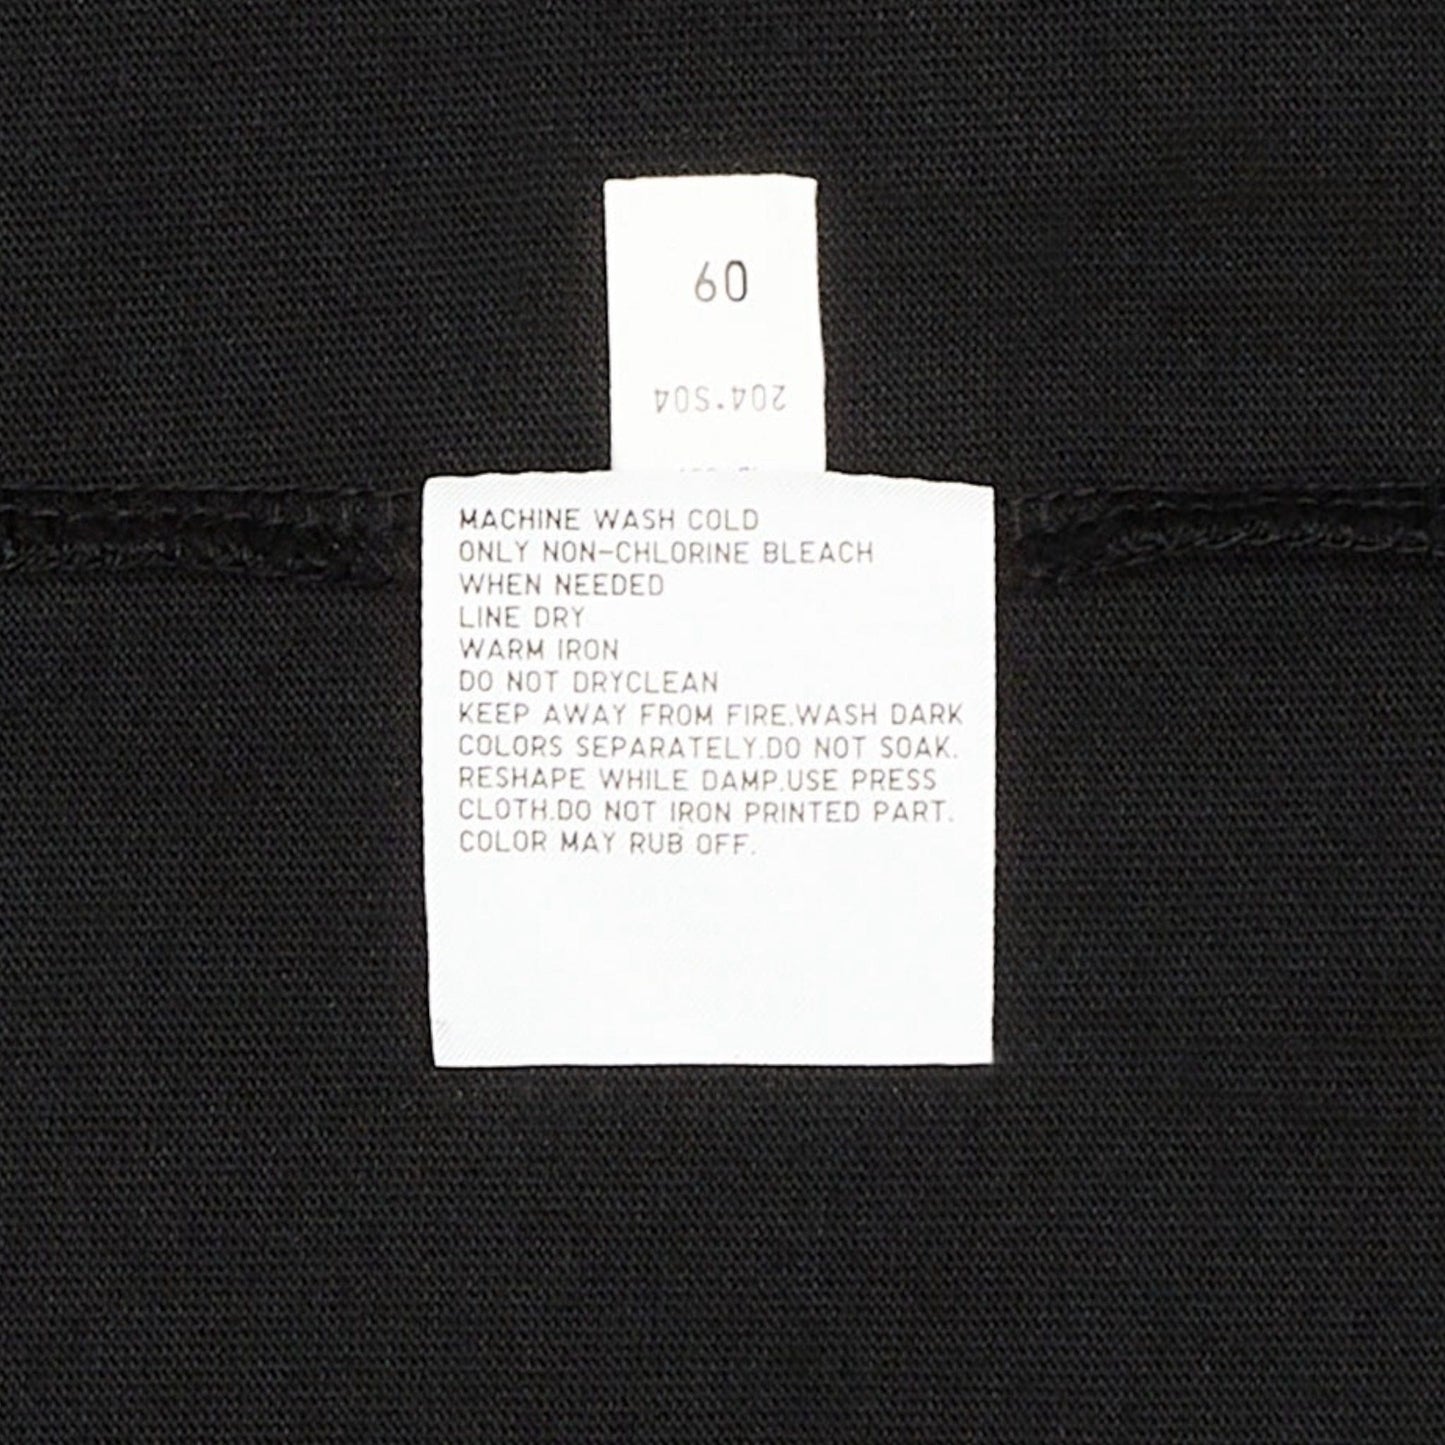 60
204'S04
MACHINE WASH COLD
ONLY NON-CHLORINE BLEACH
WHEN NEEDED
LINE DRY
WARM IRON
DO NOT DRYCLEAN
KEEP AWAY FROM FIRE.WASH DARK
COLORS SEPARATELY.DO NOT SOAK.
RESHAPE WHILE DAMP.USE PRESS
CLOTH.DO NOT IRON PRINTED PART.
COLOR MAY RUB OFF.